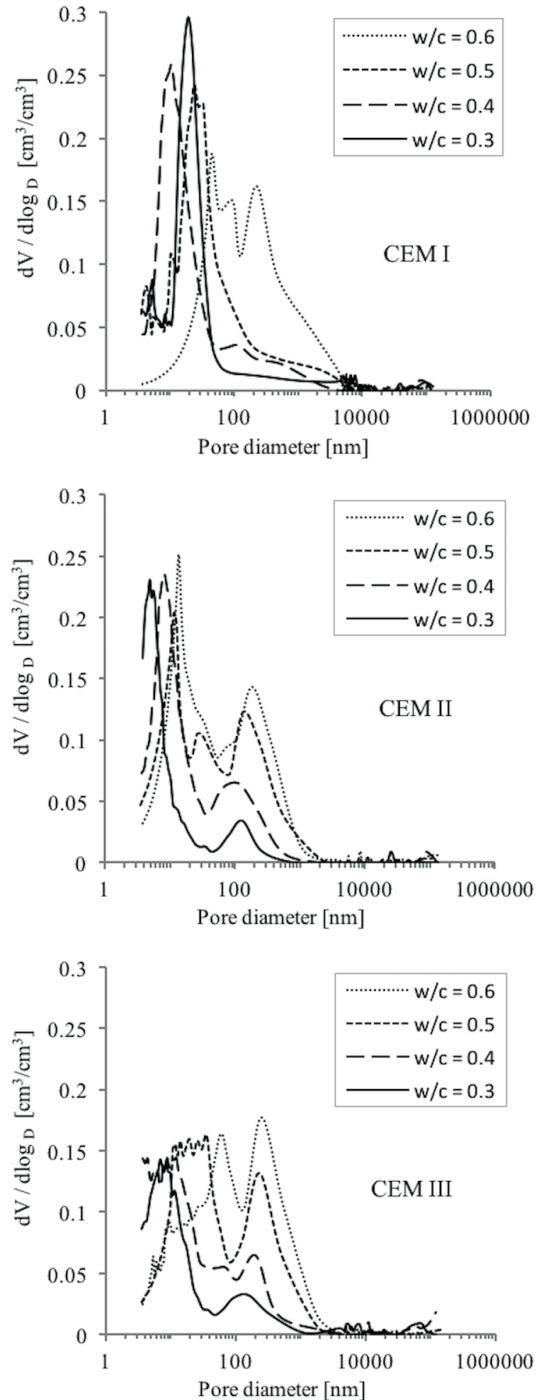 0.3
w/c = 0.6
w/c = 0.5
w/c = 0.4
w/c = 0.3
0.25
0.2
0.15
0.1
0.05
0
dV / dlog D [cm³/cm³]
CEM I
1 100 10000 1000000
Pore diameter [nm]
0.3
w/c = 0.6
w/c = 0.5
w/c = 0.4
w/c = 0.3
0.25
0.2
0.15
0.1
0.05
0
dV / dlog D [cm³/cm³]
CEM II
1 100 10000 1000000
Pore diameter [nm]
0.3
w/c = 0.6
w/c = 0.5
w/c = 0.4
w/c = 0.3
0.25
0.2
0.15
0.1
0.05
0
dV / dlog D [cm³/cm³]
CEM III
1 100 10000 1000000
Pore diameter [nm]